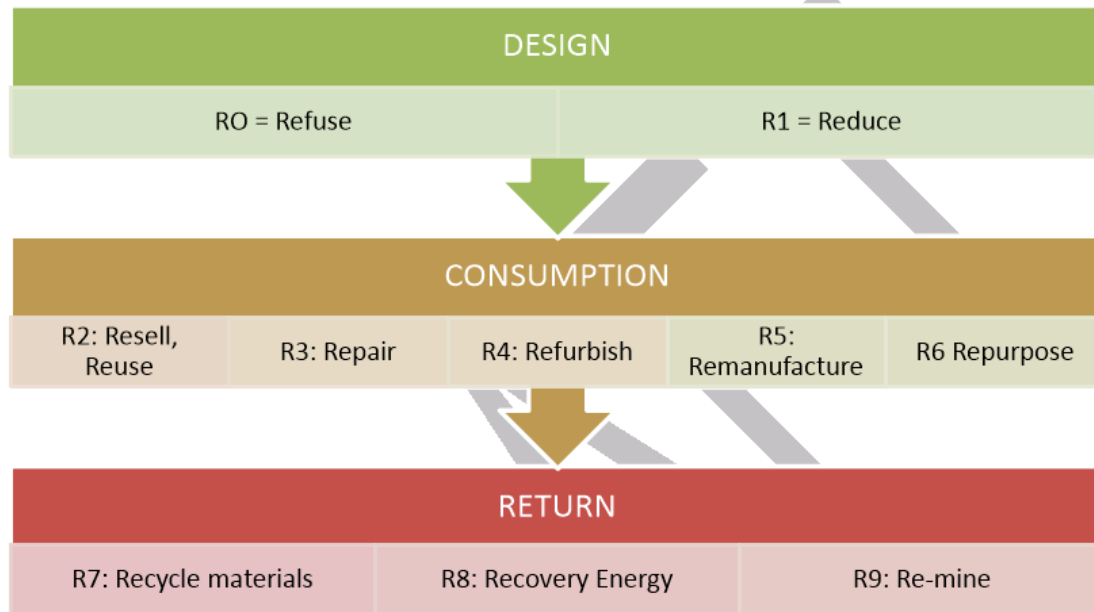 DESIGN
RO = Refuse
R1 = Reduce
CONSUMPTION
R2: Resell,
Reuse
R3: Repair
R4: Refurbish
R5:
Remanufacture
R6 Repurpose
RETURN
R7: Recycle materials
R8: Recovery Energy
R9: Re-mine